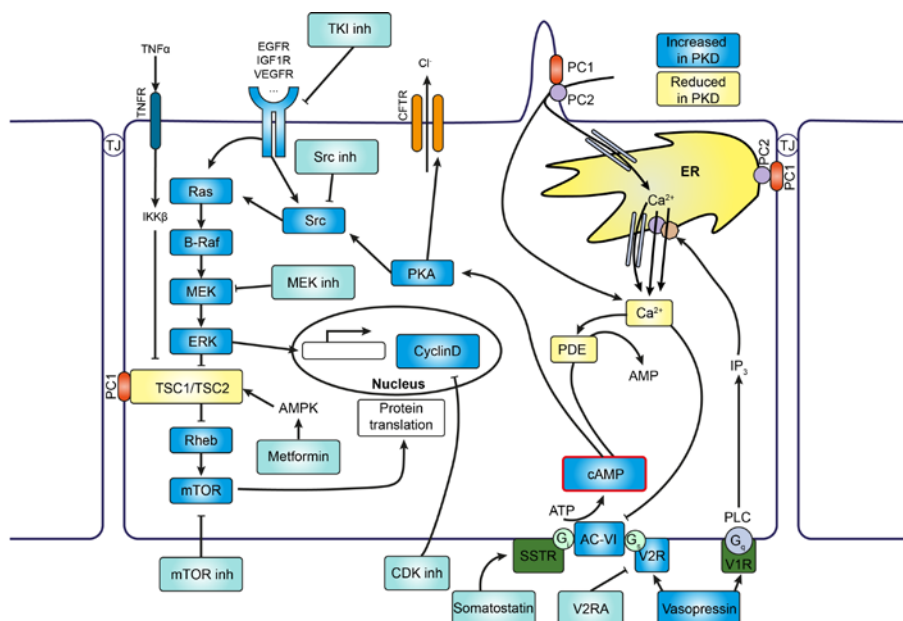 TKI inh
EGFR
IGF1R
VEGFR
...
TNFα
TNFR
Cl-
CFTR
PC1
PC2
Increased
in PKD
Reduced
in PKD
TJ
TJ
PC2
PC1
ER
Ca2+
Src inh
Ras
Src
IKKβ
B-Raf
PKA
MEK
MEK inh
Ca2+
ERK
CyclinD
Nucleus
PDE
AMP
IP3
PC1
TSC1/TSC2
AMPK
Protein
translation
Rheb
Metformin
cAMP
mTOR
ATP
PLC
Gi
AC-VI
Gs
Gq
SSTR
V2R
V1R
mTOR inh
CDK inh
Somatostatin
V2RA
Vasopressin